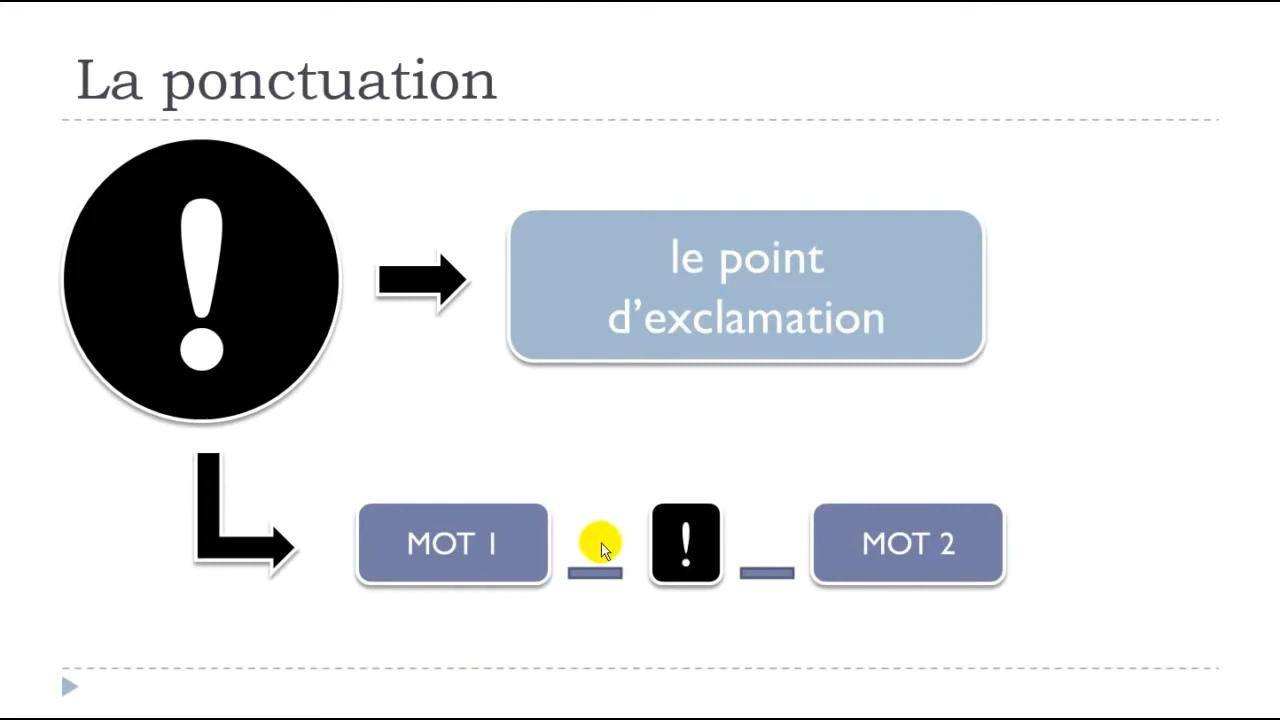 La ponctuation
!
le point
d’exclamation
MOT 1 _ ! _ MOT 2